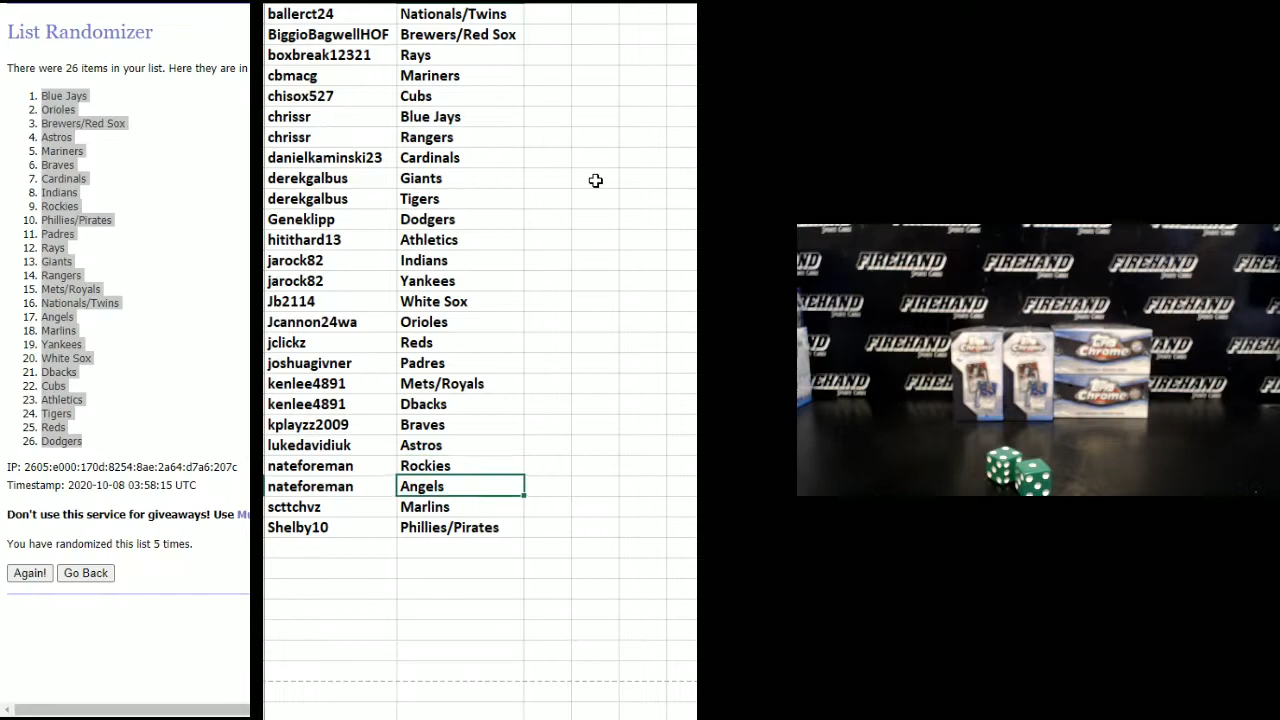 List Randomizer
There were 26 items in your list. Here they are in
1. Blue Jays
2. Orioles
3. Brewers/Red Sox
4. Astros
5. Mariners
6. Braves
7. Cardinals
8. Indians
9. Rockies
10. Phillies/Pirates
11. Padres
12. Rays
13. Giants
14. Rangers
15. Mets/Royals
16. Nationals/Twins
17. Angels
18. Marlins
19. Yankees
20. White Sox
21. Dbacks
22. Cubs
23. Athletics
24. Tigers
25. Reds
26. Dodgers
IP: 2605:e000:170d:8254:8ae:2a64:d7a6:207c
Timestamp: 2020-10-08 03:58:15 UTC
Don't use this service for giveaways! Use
You have randomized this list 5 times.
Again! Go Back
ballerct24 Nationals/Twins
BiggioBagwellHOF Brewers/Red Sox
boxbreak12321 Rays
cbmacg Mariners
chisox527 Cubs
chrissr Blue Jays
chrissr Rangers
danielkaminski23 Cardinals
derekgalbus Giants
derekgalbus Tigers
Geneklipp Dodgers
hitithard13 Athletics
jarock82 Indians
jarock82 Yankees
Jb2114 White Sox
Jcannon24wa Orioles
jclickz Reds
joshuagivner Padres
kenlee4891 Mets/Royals
kenlee4891 Dbacks
kplayzz2009 Braves
lukedavidiuk Astros
nateforeman Rockies
nateforeman Angels
scttchvz Marlins
Shelby10 Phillies/Pirates
FIREHAND FIREHAND FIREHAND
FIREHAND FIREHAND FIREHAND FIREHAND
Chrome
Chrome